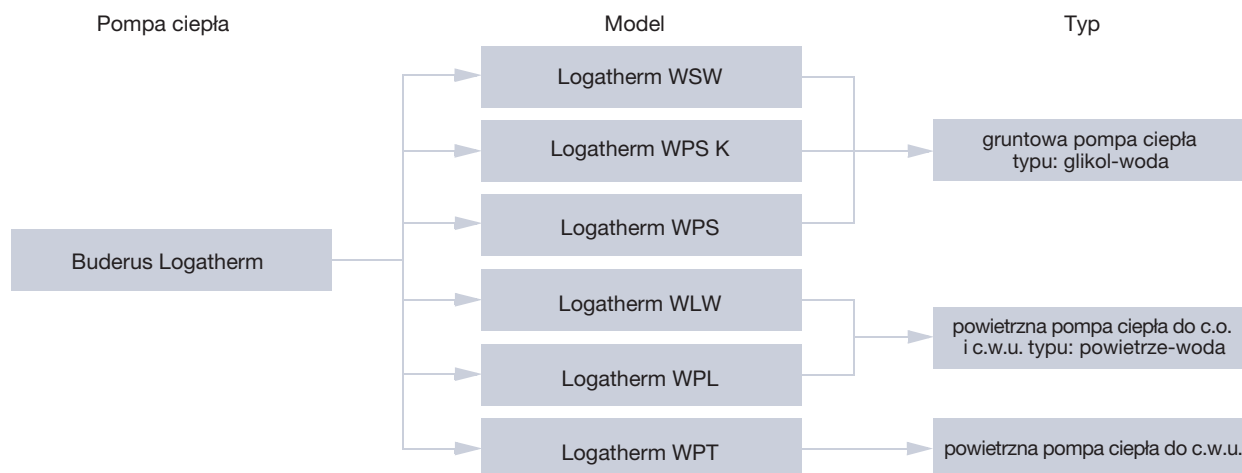 Pompa ciepła
Model
Typ
Logatherm WSW
Logatherm WPS K
gruntowa pompa ciepła
typu: glikol-woda
Logatherm WPS
Buderus Logatherm
Logatherm WLW
powietrzna pompa ciepła do c.o.
i c.w.u. typu: powietrze-woda
Logatherm WPL
Logatherm WPT
powietrzna pompa ciepła do c.w.u.